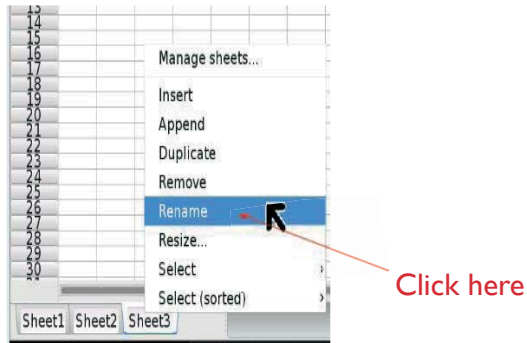 13
14
15
16
17
18
19
20
21
22
23
24
25
26
27
28
29
30
Manage sheets...
Insert
Append
Duplicate
Remove
Rename
Resize...
Select
Select (sorted)
Click here
Sheet1 Sheet2 Sheet3